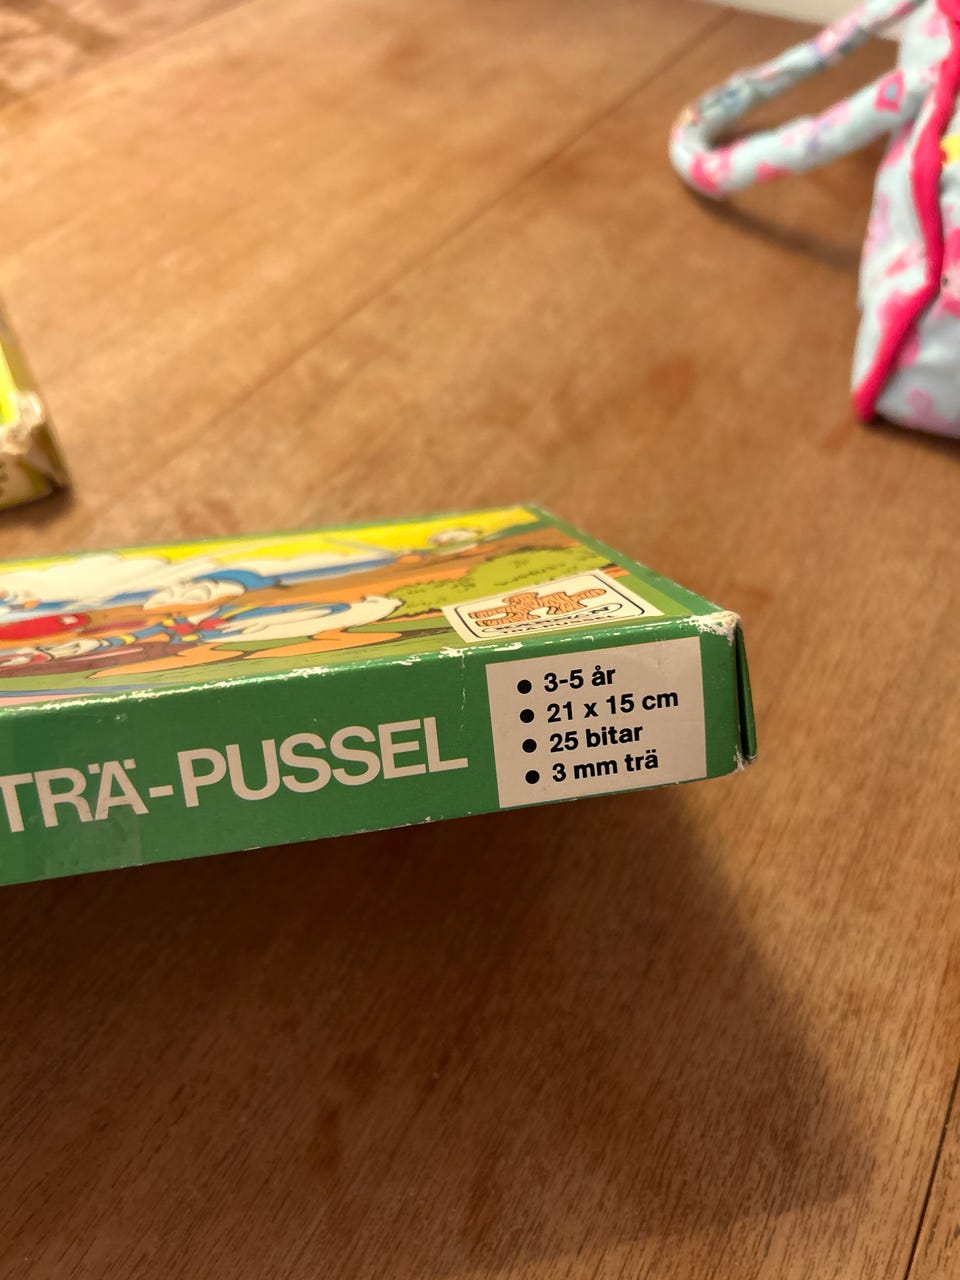 TRÄ-PUSSEL
● 3-5 år
● 21 x 15 cm
● 25 bitar
● 3 mm trä